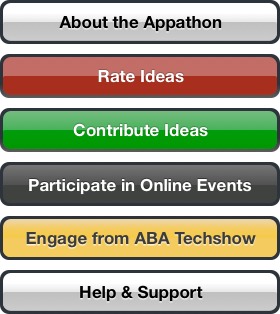 About the Appathon
Rate Ideas
Contribute Ideas
Participate in Online Events
Engage from ABA Techshow
Help & Support